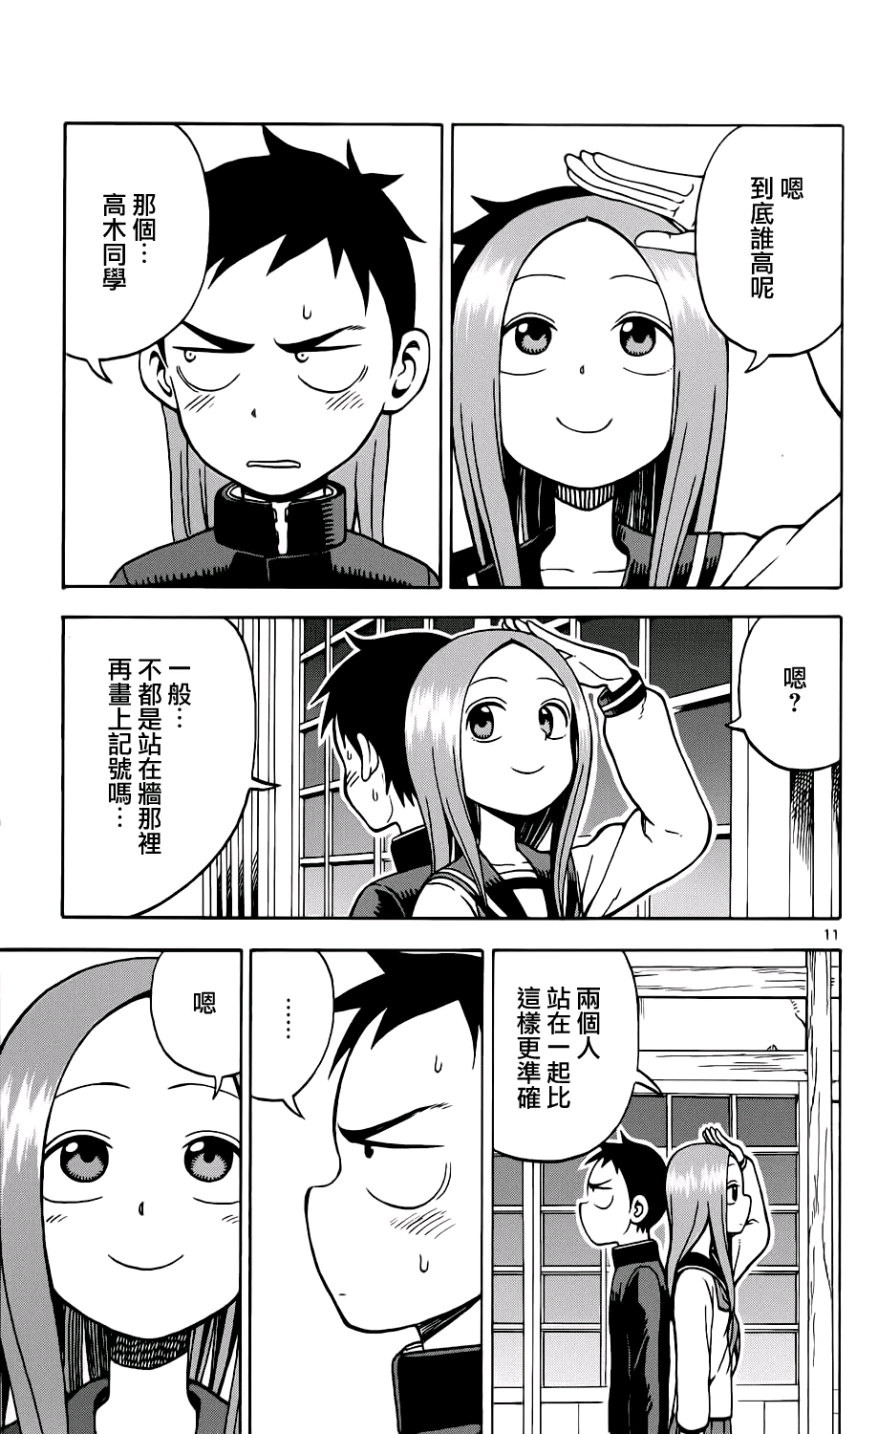 嗯
到底誰高呢
那個…
高木同學
嗯?
一般…
不都是站在牆那裡
再畫上記號嗎…
11
兩個人
站在一起比
這樣更準確
……
嗯